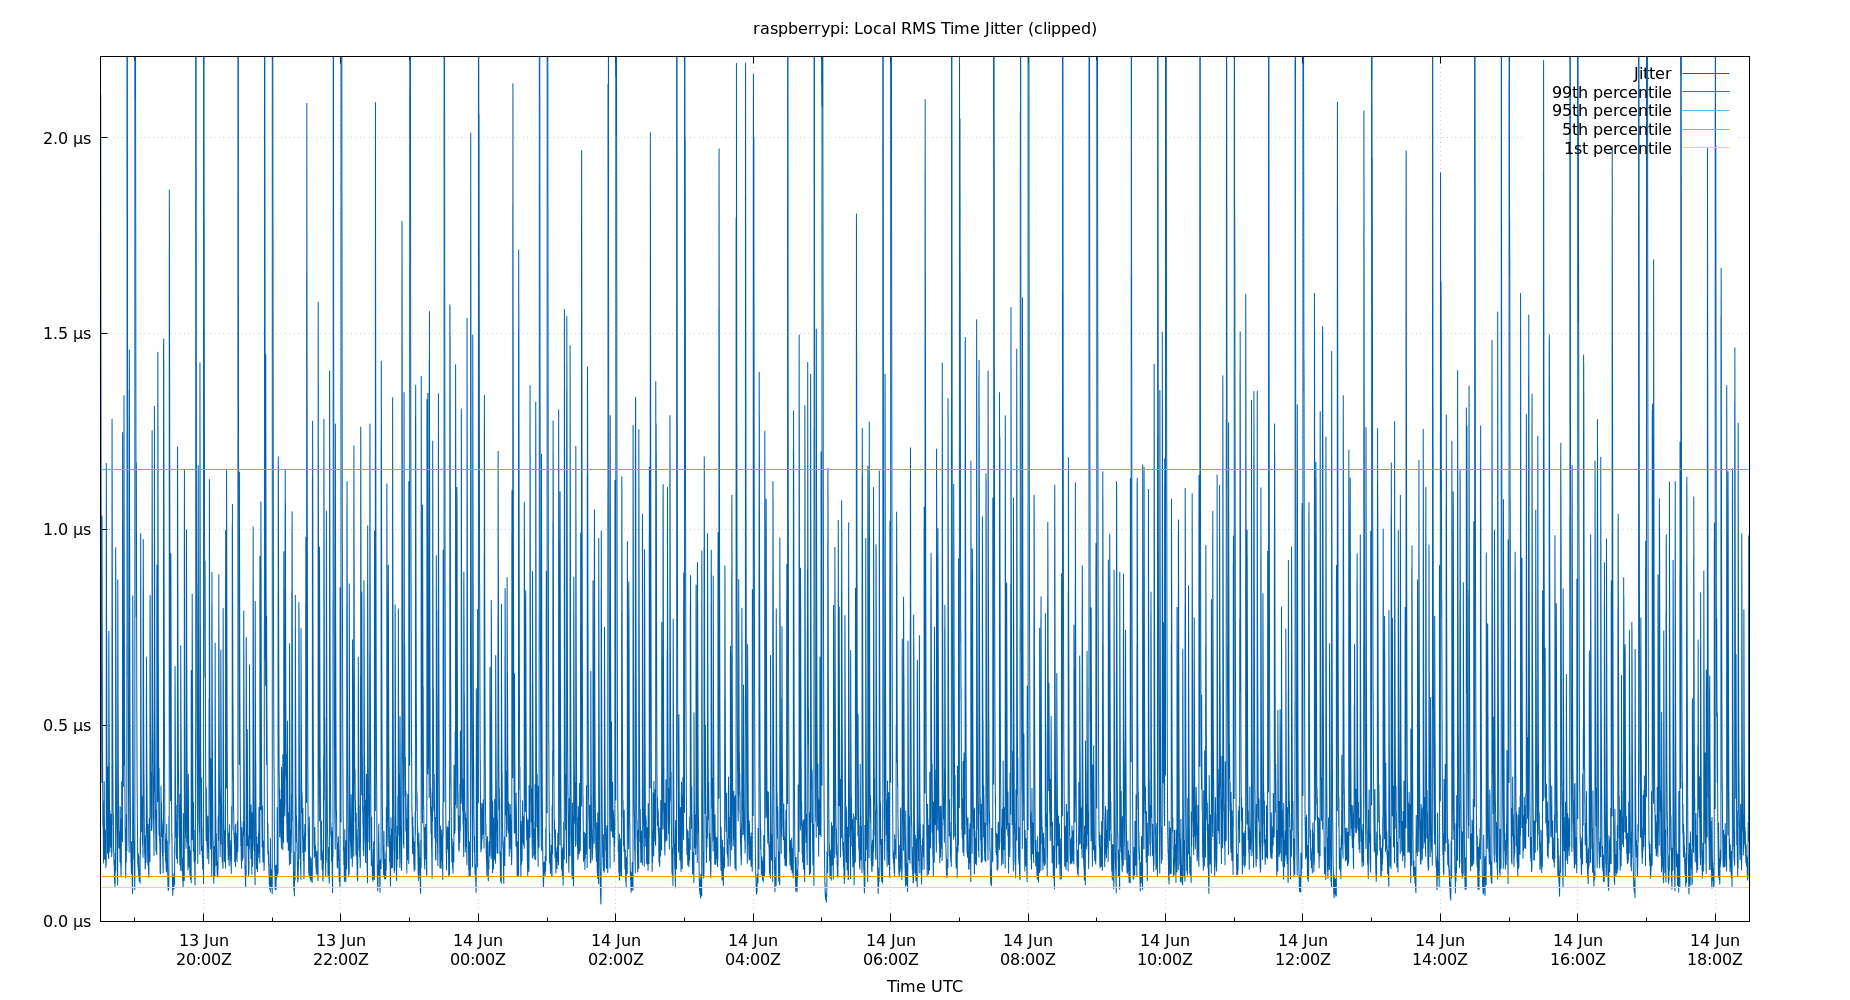 raspberrypi: Local RMS Time Jitter (clipped)
Jitter
99th percentile
95th percentile
5th percentile
1st percentile
2.0 µs
1.5 µs
1.0 µs
0.5 µs
0.0 µs
13 Jun 13 Jun 14 Jun 14 Jun 14 Jun 14 Jun 14 Jun 14 Jun 14 Jun 14 Jun 14 Jun 14 Jun
20:00Z 22:00Z 00:00Z 02:00Z 04:00Z 06:00Z 08:00Z 10:00Z 12:00Z 14:00Z 16:00Z 18:00Z
Time UTC